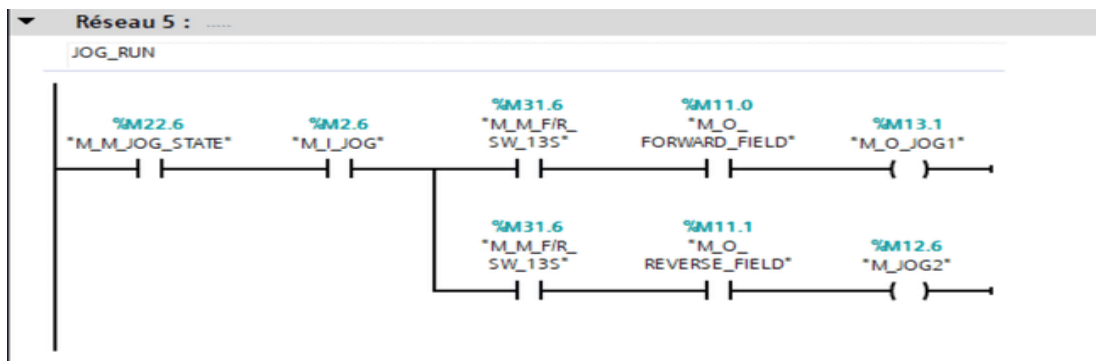 Réseau 5 : .....
JOG_RUN
%M22.6
"M_M_JOG_STATE"
%M2.6
"M_I_JOG"
%M31.6
"M_M_F/R_
SW_13S"
%M11.0
"M_O_
FORWARD_FIELD"
%M13.1
"M_O_JOG1"
%M31.6
"M_M_F/R_
SW_13S"
%M11.1
"M_O_
REVERSE_FIELD"
%M12.6
"M_JOG2"